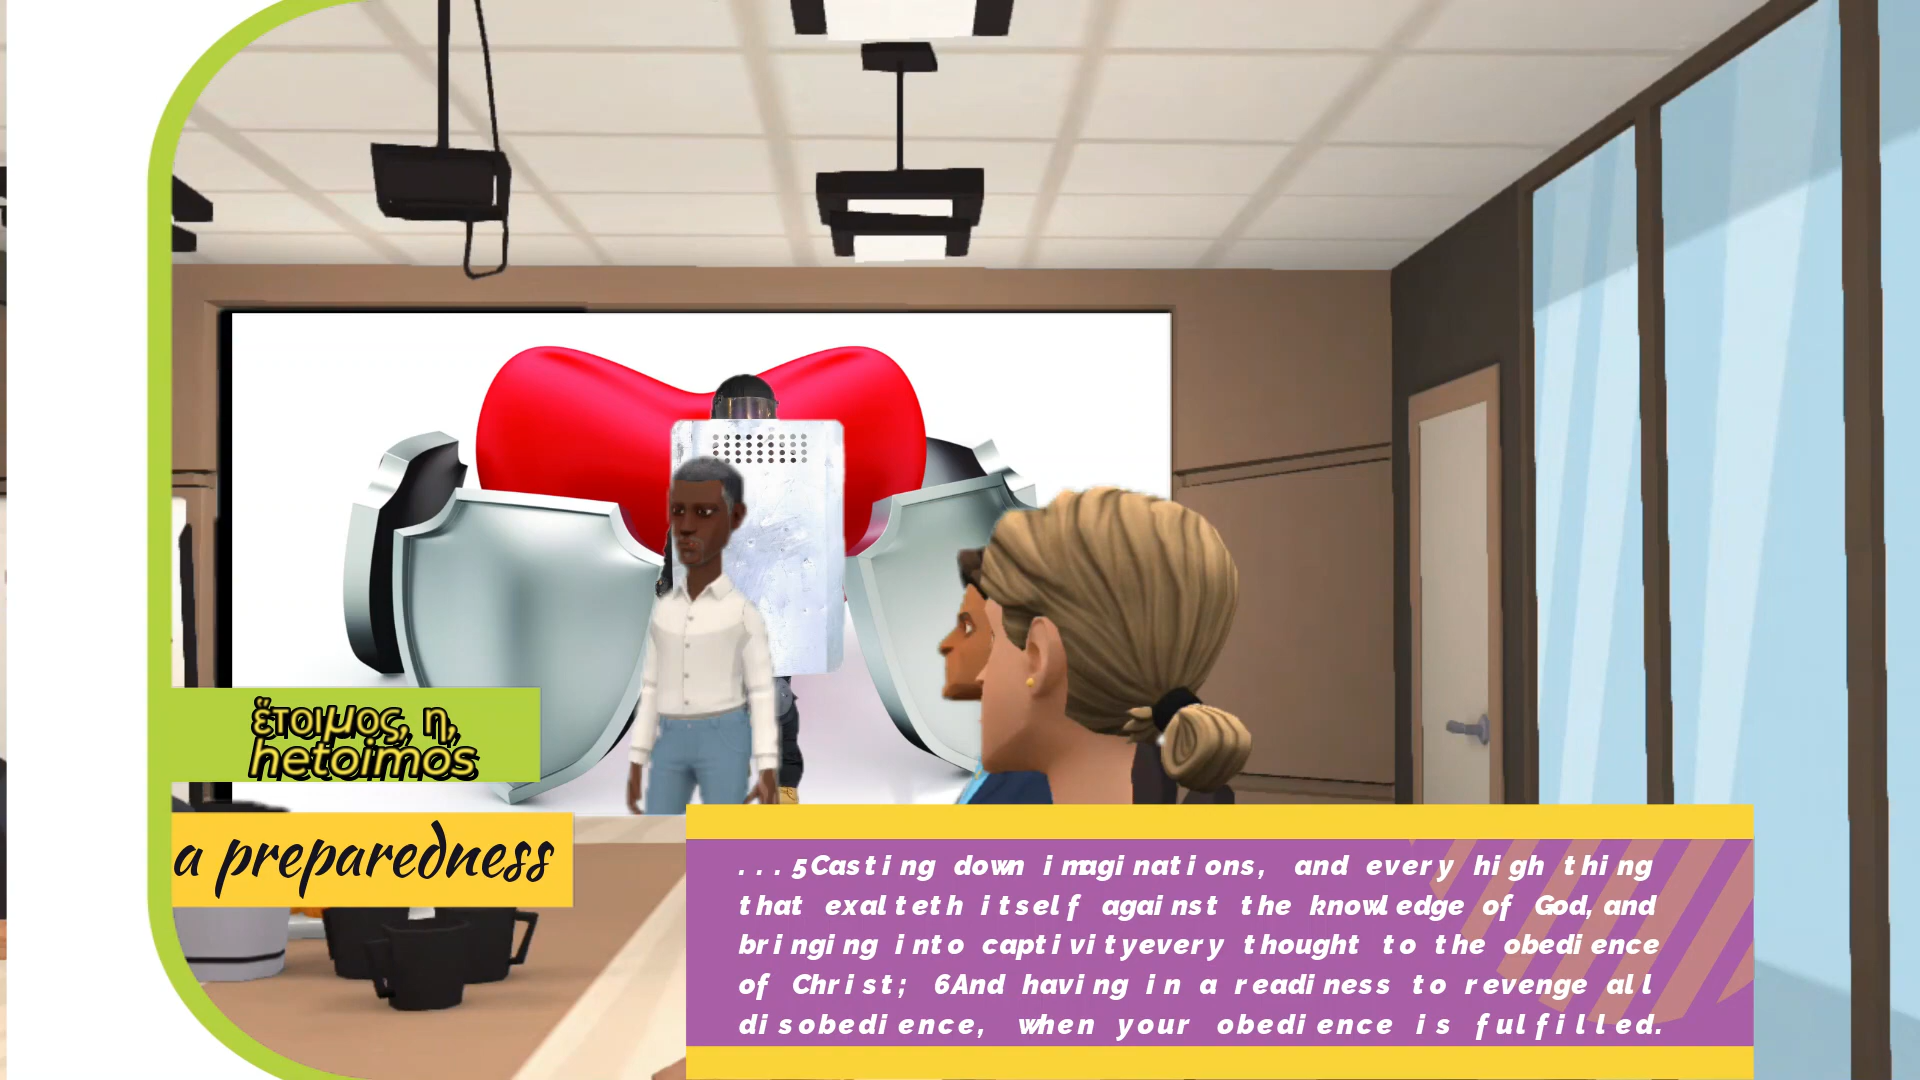 ἕτοιμος, η,
hetoimos
a preparedness
...5Casting down imaginations, and every high thing
that exalteth itself against the knowledge of God, and
bringing into captivityevery thought to the obedience
of Christ; 6And having in a readiness to revenge all
disobedience, when your obedience is fulfilled.